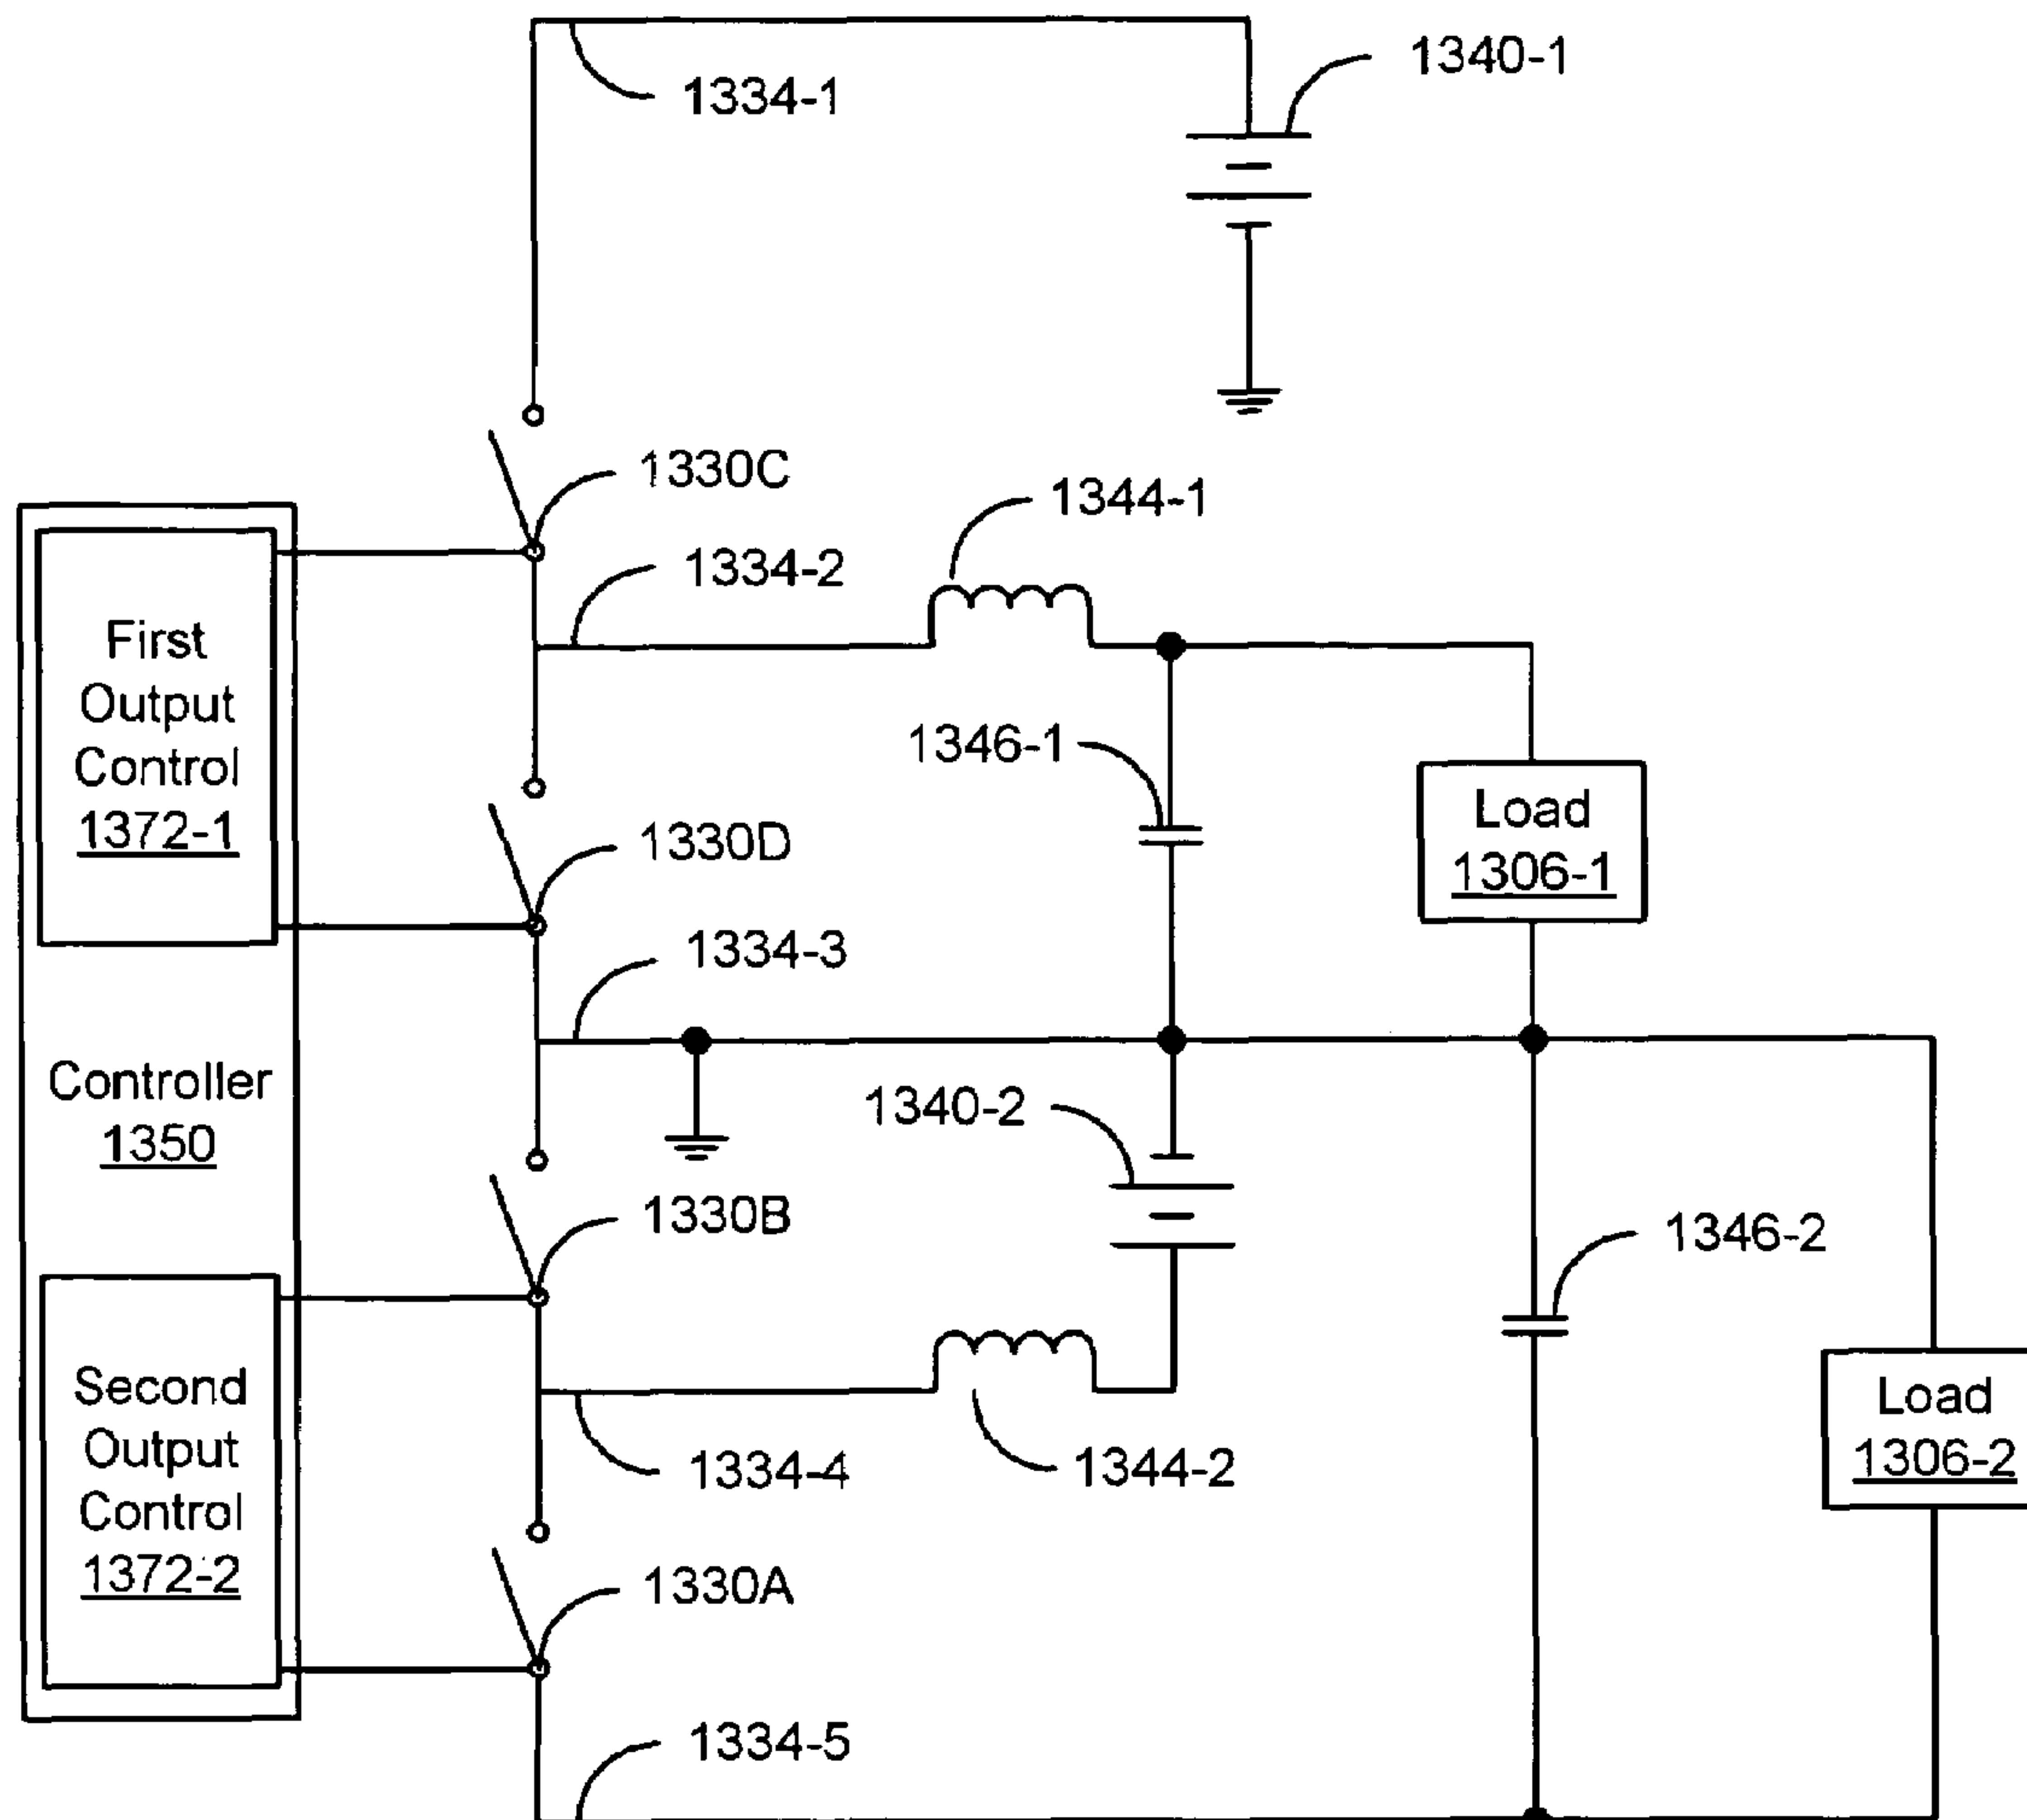 1340-1
1334-1
1330C
1344-1
1334-2
First
Output
Control
1372-1
1346-1
Load
1306-1
1330D
1334-3
Controller
1350
1340-2
1330B
1346-2
Second
Output
Control
1372-2
1334-4
1344-2
Load
1306-2
1330A
1334-5